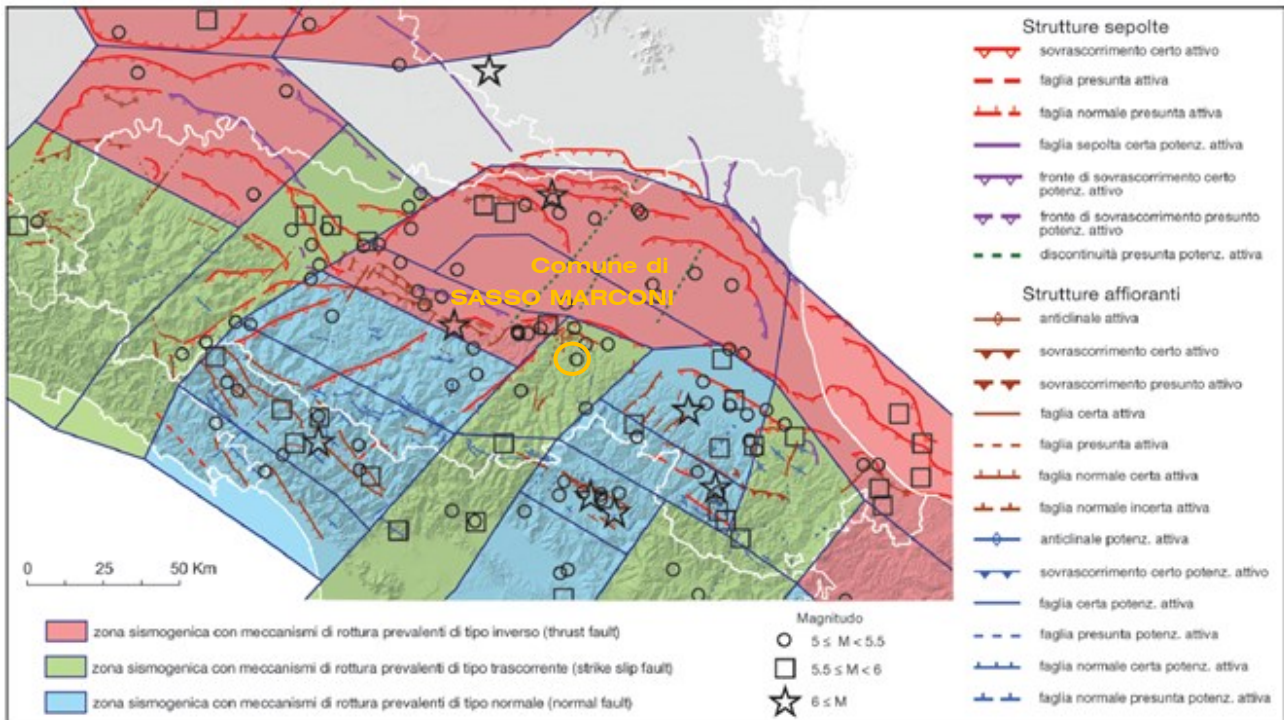 Comune di
SASSO MARCONI
0 25 50 Km
zona sismogenica con meccanismi di rottura prevalenti di tipo inverso (thrust fault)
zona sismogenica con meccanismi di rottura prevalenti di tipo trascorrente (strike slip fault)
zona sismogenica con meccanismi di rottura prevalenti di tipo normale (normal fault)
Magnitudo
5 ≤ M < 5.5
5.5 ≤ M < 6
6 ≤ M
Strutture sepolte
sovrascorrimento certo attivo
faglia presunta attiva
faglia normale presunta attiva
faglia sepolta certa potenz. attiva
fronte di sovrascorrimento certo
potenz. attivo
fronte di sovrascorrimento presunto
potenz. attivo
discontinuità presunta potenz. attiva
Strutture affioranti
anticlinale attiva
sovrascorrimento certo attivo
sovrascorrimento presunto attivo
faglia certa attiva
faglia presunta attiva
faglia normale certa attiva
faglia normale incerta attiva
anticlinale potenz. attiva
sovrascorrimento certo potenz. attivo
faglia certa potenz. attiva
faglia presunta potenz. attiva
faglia normale certa potenz. attiva
faglia normale presunta potenz. attiva